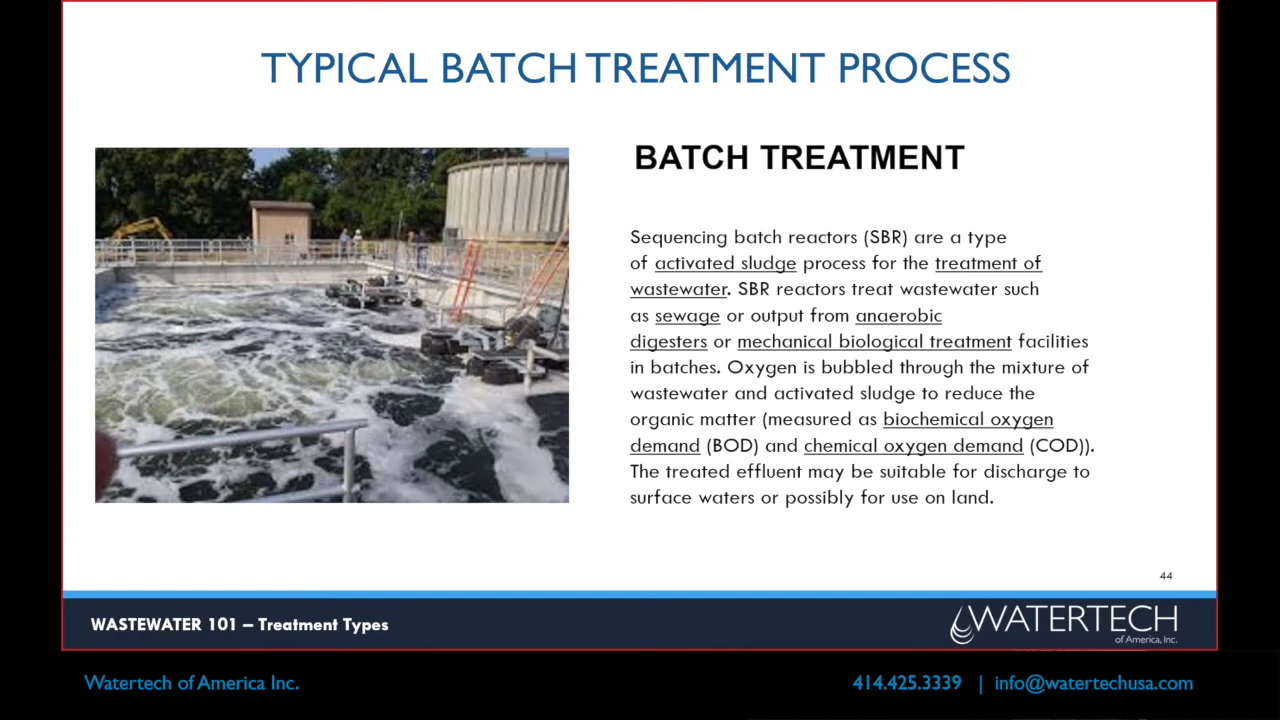 TYPICAL BATCH TREATMENT PROCESS
BATCH TREATMENT
Sequencing batch reactors (SBR) are a type
of activated sludge process for the treatment of
wastewater. SBR reactors treat wastewater such
as sewage or output from anaerobic
digesters or mechanical biological treatment facilities
in batches. Oxygen is bubbled through the mixture of
wastewater and activated sludge to reduce the
organic matter (measured as biochemical oxygen
demand (BOD) and chemical oxygen demand (COD)).
The treated effluent may be suitable for discharge to
surface waters or possibly for use on land.
44
WASTEWATER 101 – Treatment Types
WATERTECH
of America, Inc.
Watertech of America Inc.
414.425.3339 | info@watertechusa.com